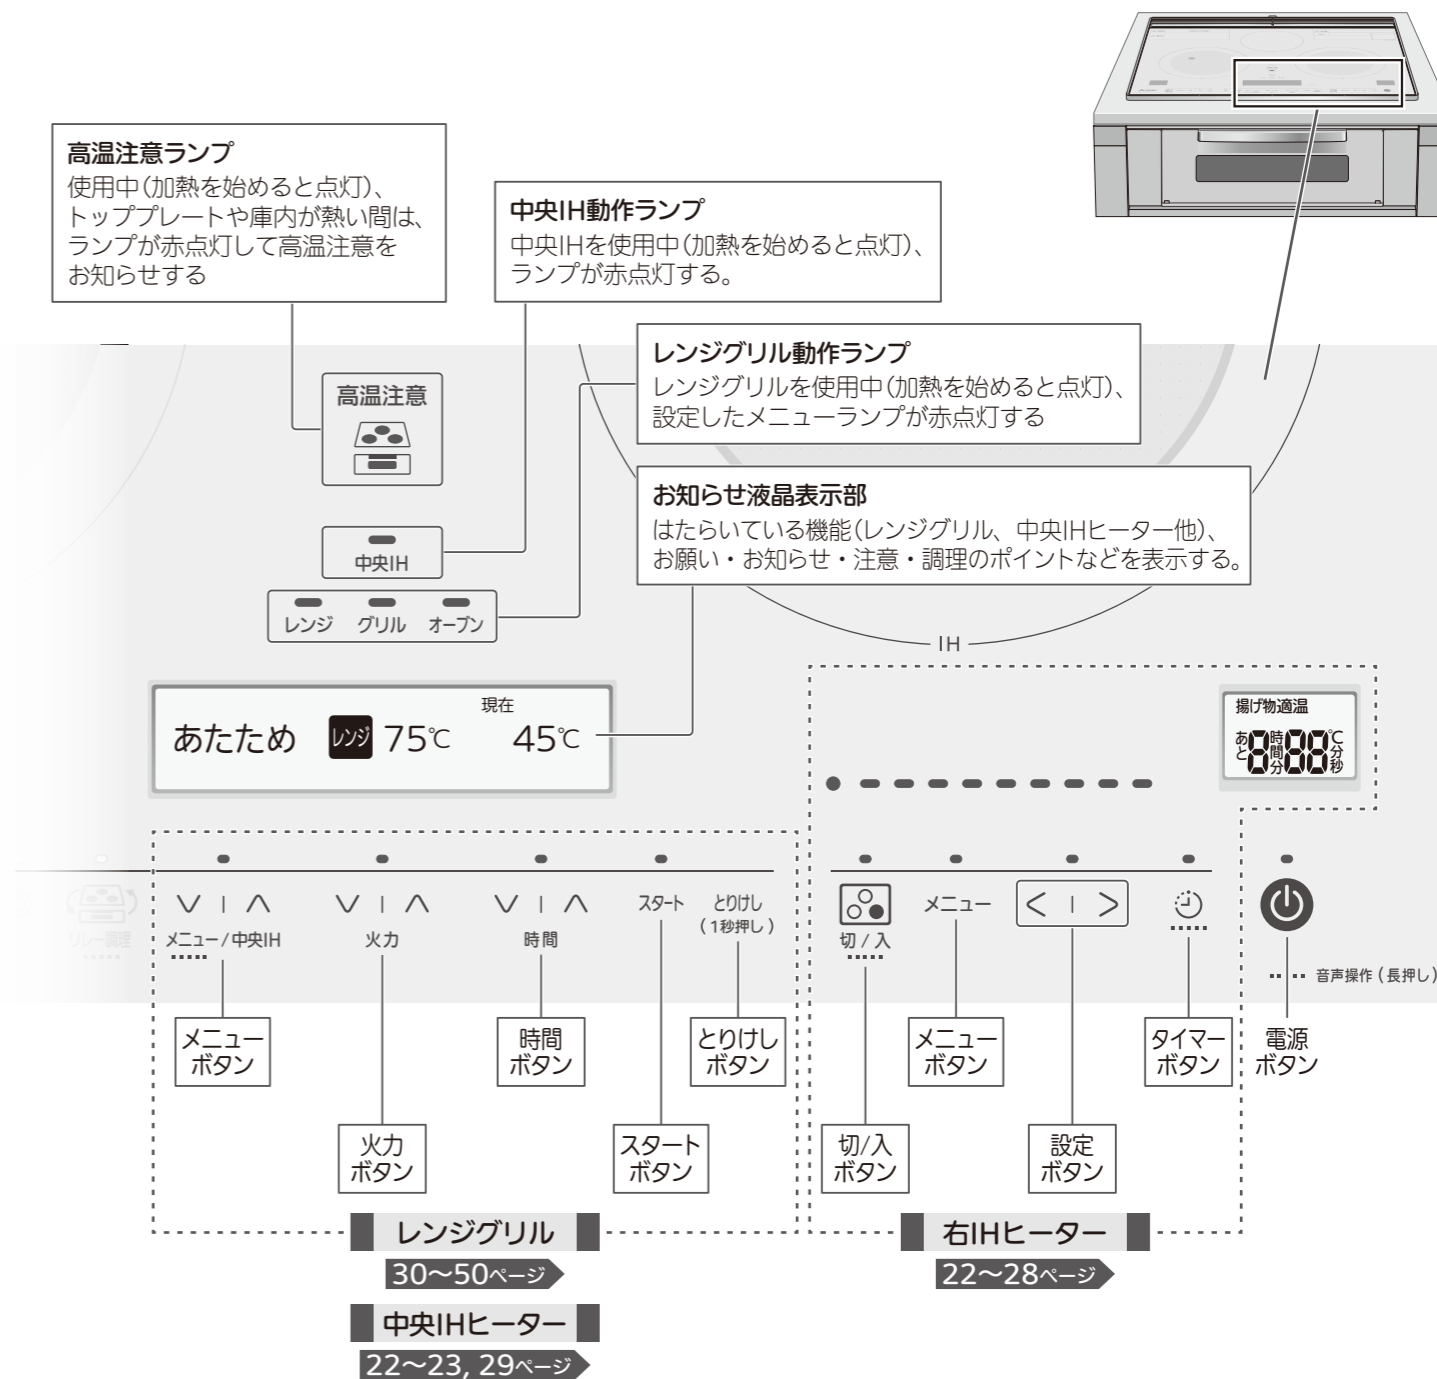 高温注意ランプ
使用中(加熱を始めると点灯)、
トッププレートや庫内が熱い間は、
ランプが赤点灯して高温注意を
お知らせする
中央IH動作ランプ
中央IHを使用中(加熱を始めると点灯)、
ランプが赤点灯する。
レンジグリル動作ランプ
レンジグリルを使用中(加熱を始めると点灯)、
設定したメニューランプが赤点灯する
お知らせ液晶表示部
はたらいている機能(レンジグリル、中央IHヒーター他)、
お願い・お知らせ・注意・調理のポイントなどを表示する。
高温注意
中央IH
レンジ グリル オーブン
IH
あたため レンジ 75℃ 現在 45℃
揚げ物適温
あと 8 時間 分 88 ℃ 分 秒
リレー調理
メニュー/中央IH
火力
時間
スタート
とりけし
(1秒押し)
切/入
メニュー
音声操作(長押し)
メニュー
ボタン
時間
ボタン
とりけし
ボタン
メニュー
ボタン
タイマー
ボタン
電源
ボタン
火力
ボタン
スタート
ボタン
切/入
ボタン
設定
ボタン
レンジグリル
30〜50ページ
中央IHヒーター
22〜23, 29ページ
右IHヒーター
22〜28ページ